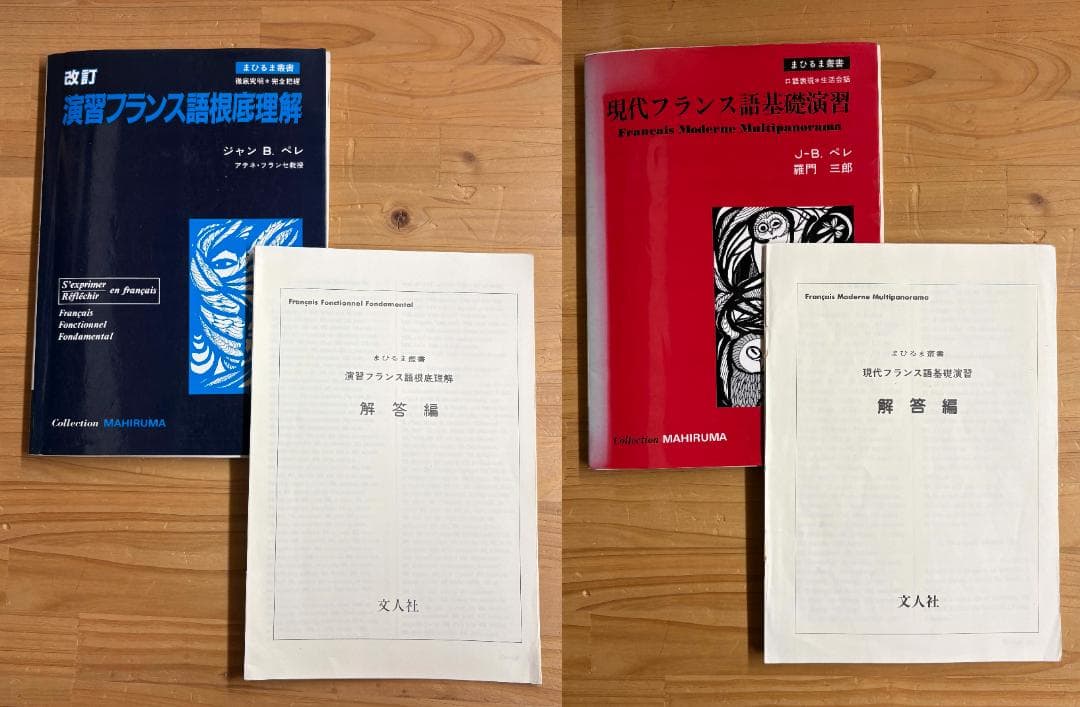 改訂
まひるま叢書
徹底究明＊完全把握
演習フランス語根底理解
ジャン B. ペレ
アテネ・フランセ教授
S'exprimer
Réfléchir
en français
Français
Fonctionnel
Fondamental
Collection MAHIRUMA
Français Fonctionnel Fondamental
まひるま叢書
演習フランス語根底理解
解答編
文人社
まひるま叢書
口語表現＊生活会話
現代フランス語基礎演習
Français Moderne Multipanorama
J-B. ペレ
羅門 三郎
Collection MAHIRUMA
Français Moderne Multipanorama
まひるま叢書
現代フランス語基礎演習
解答編
文人社